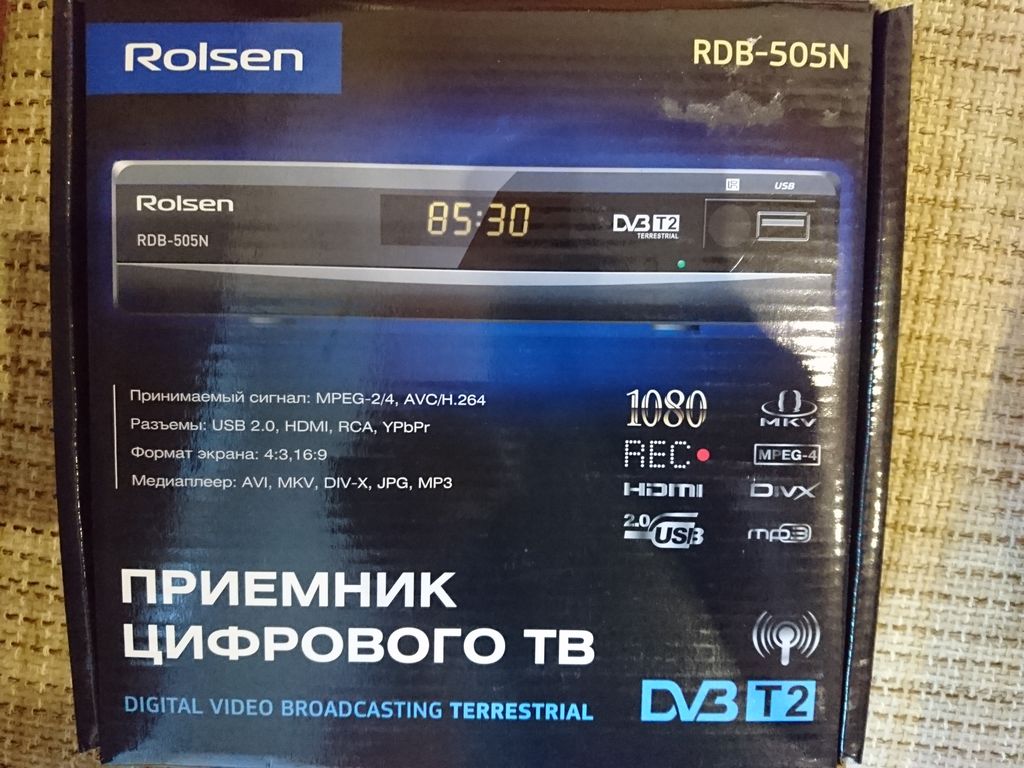 Rolsen
RDB-505N
USB
Rolsen
85:30
DVB T2
TERRESTRIAL
RDB-505N
Принимаемый сигнал: MPEG-2/4, AVC/H.264
Разъемы: USB 2.0, HDMI, RCA, YPbPr
Формат экрана: 4:3,16:9
Медиаплеер: AVI, MKV, DIV-X, JPG, MP3
1080
MKV
REC
MPEG-4
HDMI
DIVX
2.0 USB
mp3
ПРИЕМНИК
ЦИФРОВОГО ТВ
DIGITAL VIDEO BROADCASTING TERRESTRIAL
DVB T2